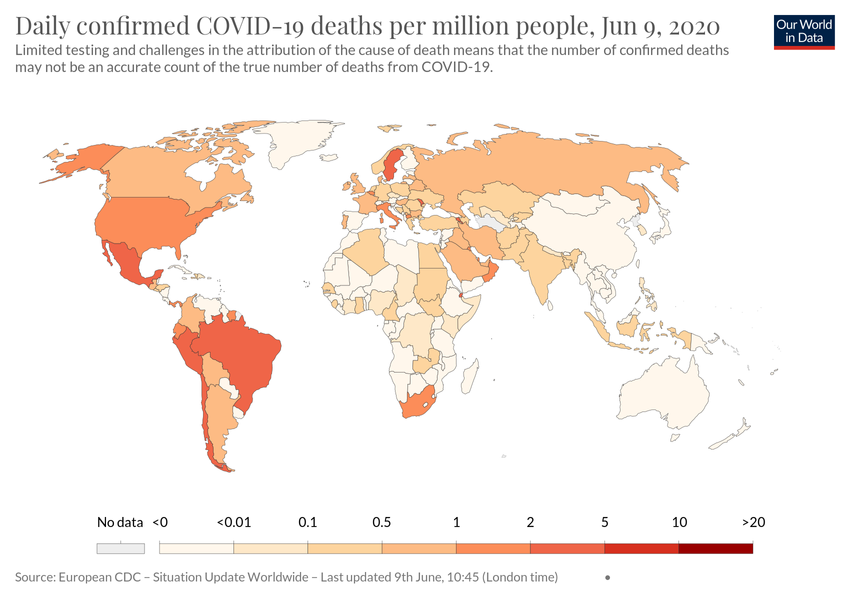 Daily confirmed COVID-19 deaths per million people, Jun 9, 2020
Our World
in Data
Limited testing and challenges in the attribution of the cause of death means that the number of confirmed deaths
may not be an accurate count of the true number of deaths from COVID-19.
No data <0 <0.01 0.1 0.5 1 2 5 10 >20
Source: European CDC – Situation Update Worldwide – Last updated 9th June, 10:45 (London time) •